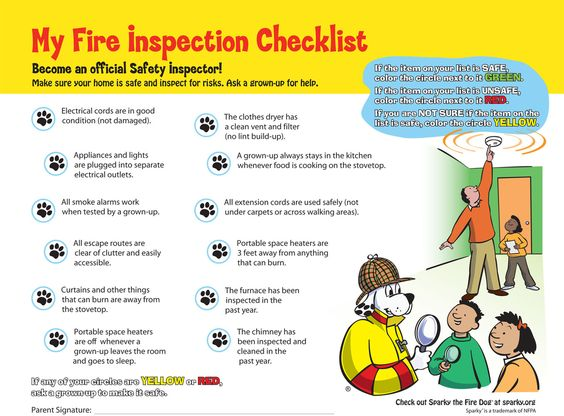 My Fire Inspection Checklist
Become an official Safety Inspector!
Make sure your home is safe and inspect for risks. Ask a grown-up for help.
If the item on your list is SAFE,
color the circle next to it GREEN.
If the item on your list is UNSAFE,
color the circle next to it RED.
If you are NOT SURE if the item on the
list is safe, color the circle YELLOW.
Electrical cords are in good
condition (not damaged).
Appliances and lights
are plugged into separate
electrical outlets.
All smoke alarms work
when tested by a grown-up.
All escape routes are
clear of clutter and easily
accessible.
Curtains and other things
that can burn are away from
the stovetop.
Portable space heaters
are off whenever a
grown-up leaves the room
and goes to sleep.
The clothes dryer has
a clean vent and filter
(no lint build-up).
A grown-up always stays in the kitchen
whenever food is cooking on the stovetop.
All extension cords are used safely (not
under carpets or across walking areas).
Portable space heaters are
3 feet away from anything
that can burn.
The furnace has been
inspected in the
past year.
The chimney has
been inspected and
cleaned in the
past year.
If any of your circles are YELLOW or RED,
ask a grown-up to make it safe.
Parent Signature:
Check out Sparky the Fire Dog® at sparky.org
Sparky® is a trademark of NFPA
®